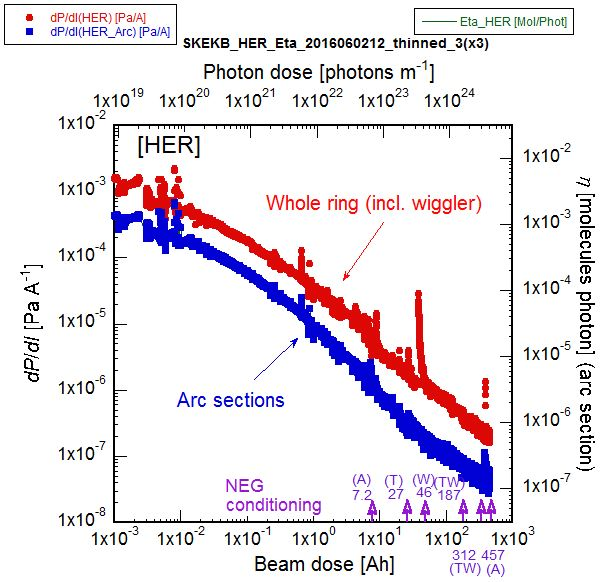 dP/dI(HER) [Pa/A]
dP/dI(HER_Arc) [Pa/A]
Eta_HER [Mol/Phot]
SKEKB_HER_Eta_2016060212_thinned_3(x3)
Photon dose [photons m⁻¹]
1x10¹⁹ 1x10²⁰ 1x10²¹ 1x10²² 1x10²³ 1x10²⁴
1x10⁻²
1x10⁻³
1x10⁻⁴
1x10⁻⁵
1x10⁻⁶
1x10⁻⁷
1x10⁻⁸
dP/dI [Pa A⁻¹]
[HER]
Whole ring (incl. wiggler)
Arc sections
NEG
conditioning
(A)
7.2
(T)
27
(W)
46
(TW)
187
1x10⁻²
1x10⁻³
1x10⁻⁴
1x10⁻⁵
1x10⁻⁶
1x10⁻⁷
η [molecules photon] (arc section)
1x10⁻³ 1x10⁻² 1x10⁻¹ 1x10⁰ 1x10¹ 1x10² 1x10³
Beam dose [Ah]
312
(TW)
457
(A)